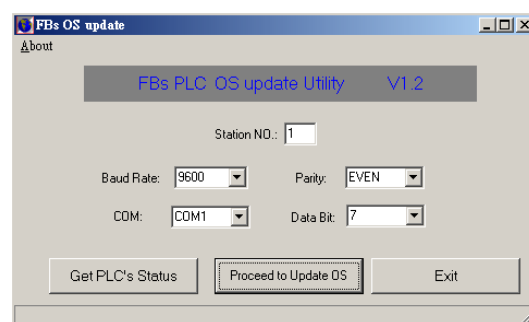 FBs OS update
About
FBs PLC OS update Utility V1.2
Station NO.: 1
Baud Rate: 9600 Parity: EVEN
COM: COM1 Data Bit: 7
Get PLC's Status Proceed to Update OS Exit